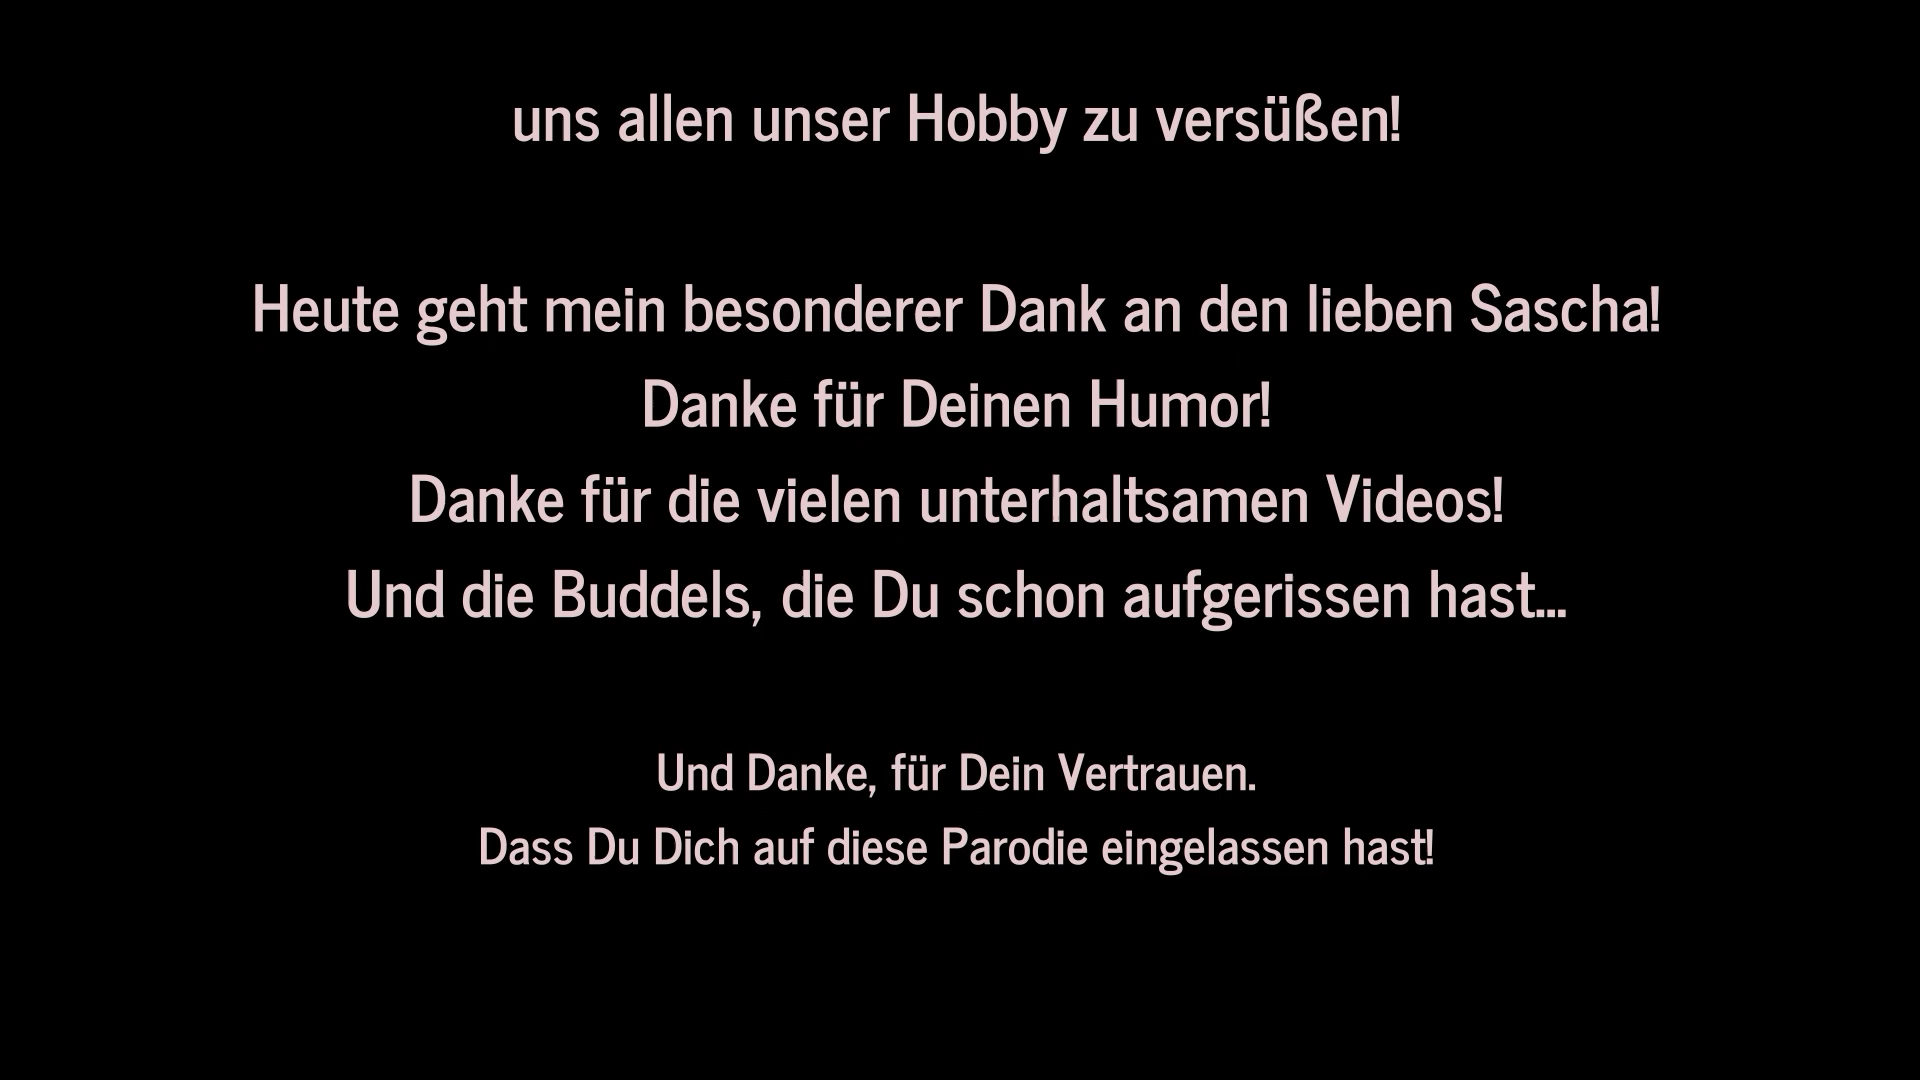 uns allen unser Hobby zu versüßen!
Heute geht mein besonderer Dank an den lieben Sascha!
Danke für Deinen Humor!
Danke für die vielen unterhaltsamen Videos!
Und die Buddels, die Du schon aufgerissen hast...
Und Danke, für Dein Vertrauen.
Dass Du Dich auf diese Parodie eingelassen hast!